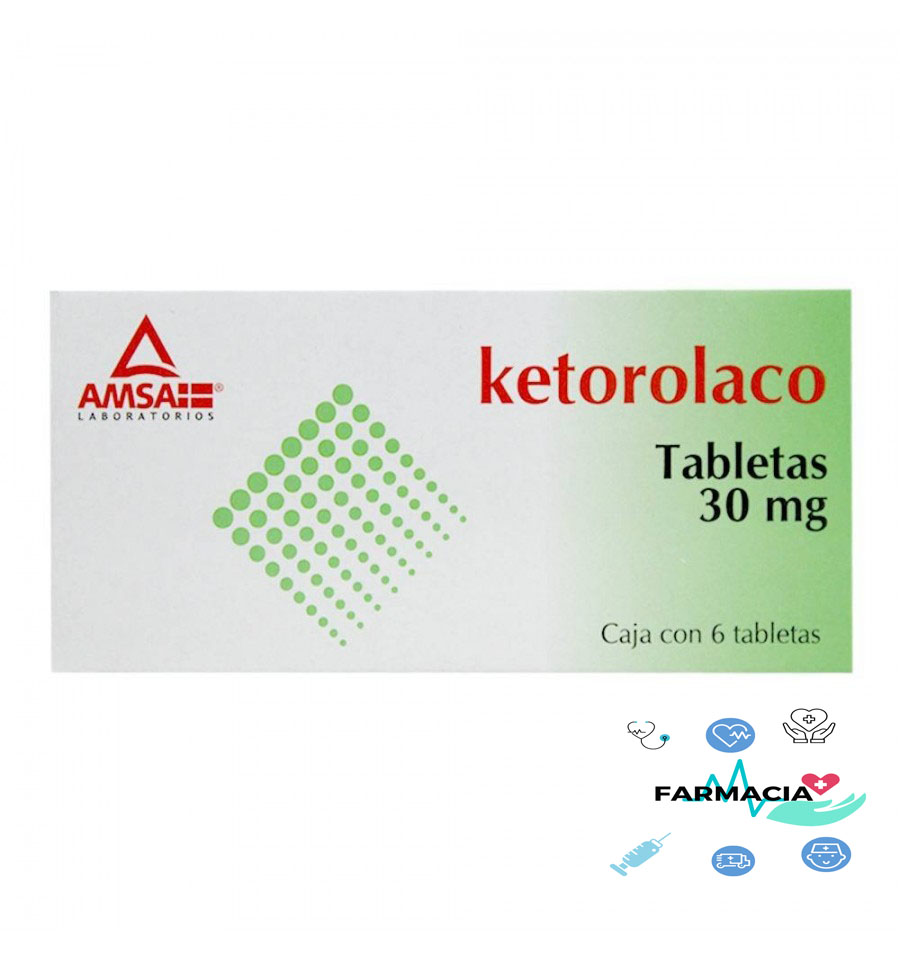 AMSA®
LABORATORIOS
ketorolaco
Tabletas
30 mg
Caja con 6 tabletas
FARMACIA